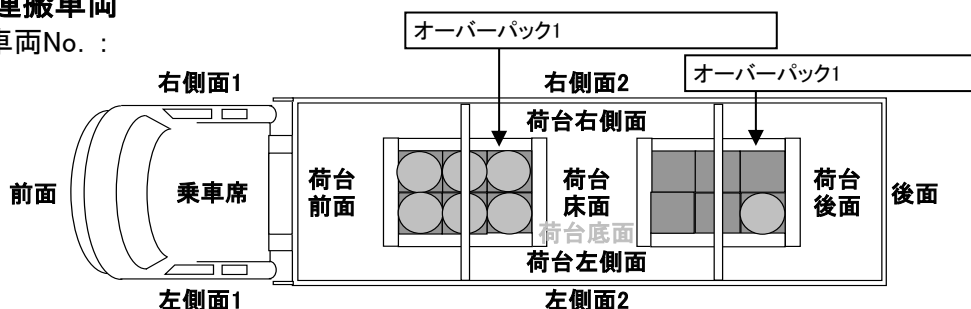 運搬車両
車両No.：
オーバーパック1
オーバーパック1
右側面1
右側面2
荷台右側面
前面
乗車席
荷台
前面
荷台
床面
荷台
後面
後面
荷台底面
荷台左側面
左側面1
左側面2